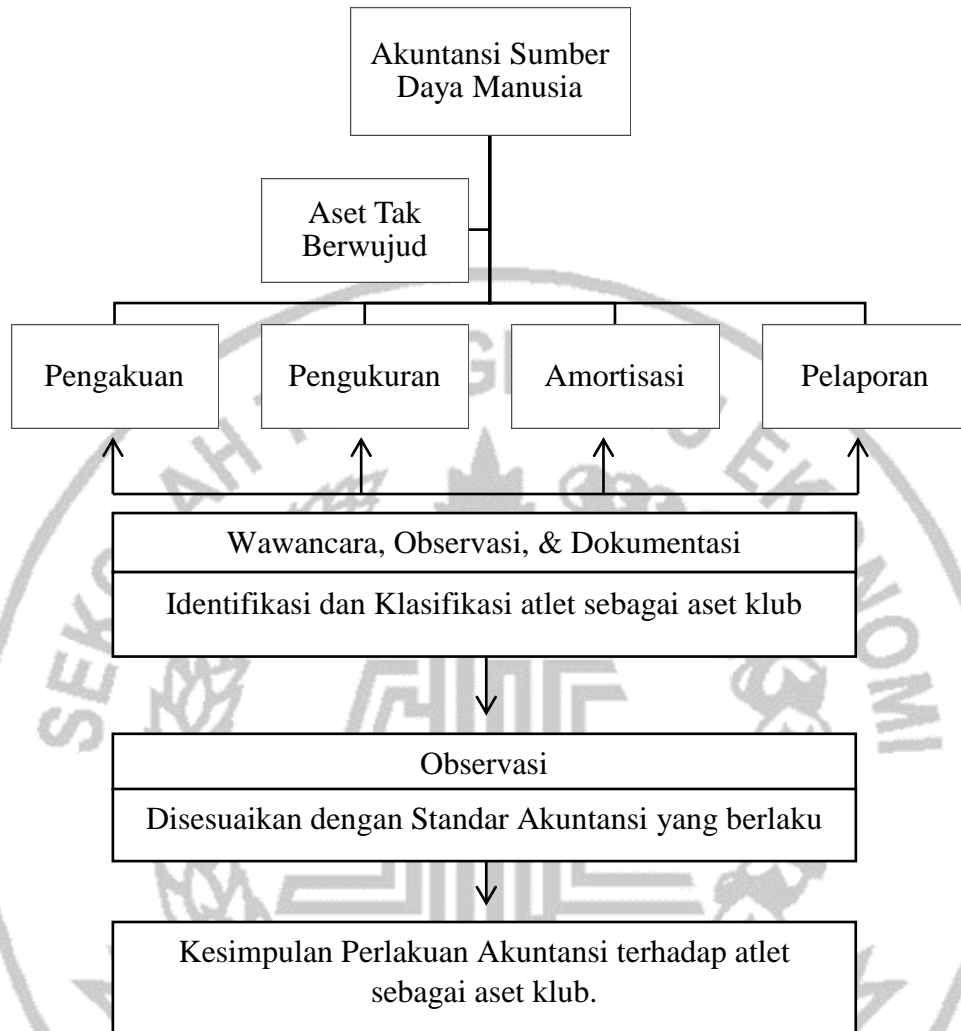 Akuntansi Sumber
Daya Manusia
Aset Tak
Berwujud
Pengakuan
Pengukuran
Amortisasi
Pelaporan
Wawancara, Observasi, & Dokumentasi
Identifikasi dan Klasifikasi atlet sebagai aset klub
Observasi
Disesuaikan dengan Standar Akuntansi yang berlaku
Kesimpulan Perlakuan Akuntansi terhadap atlet
sebagai aset klub.